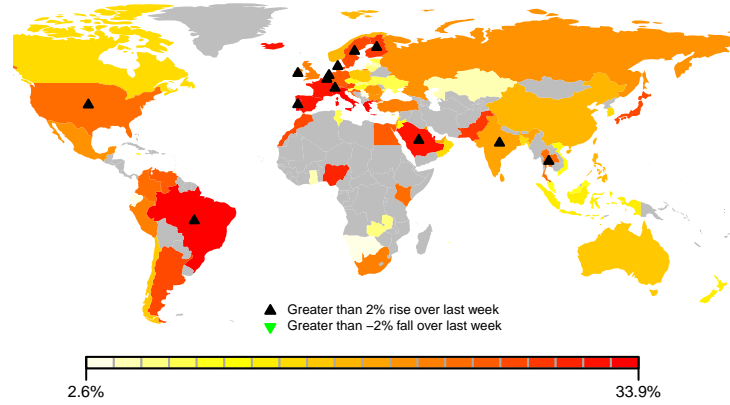 Greater than 2% rise over last week
Greater than −2% fall over last week
2.6%
33.9%